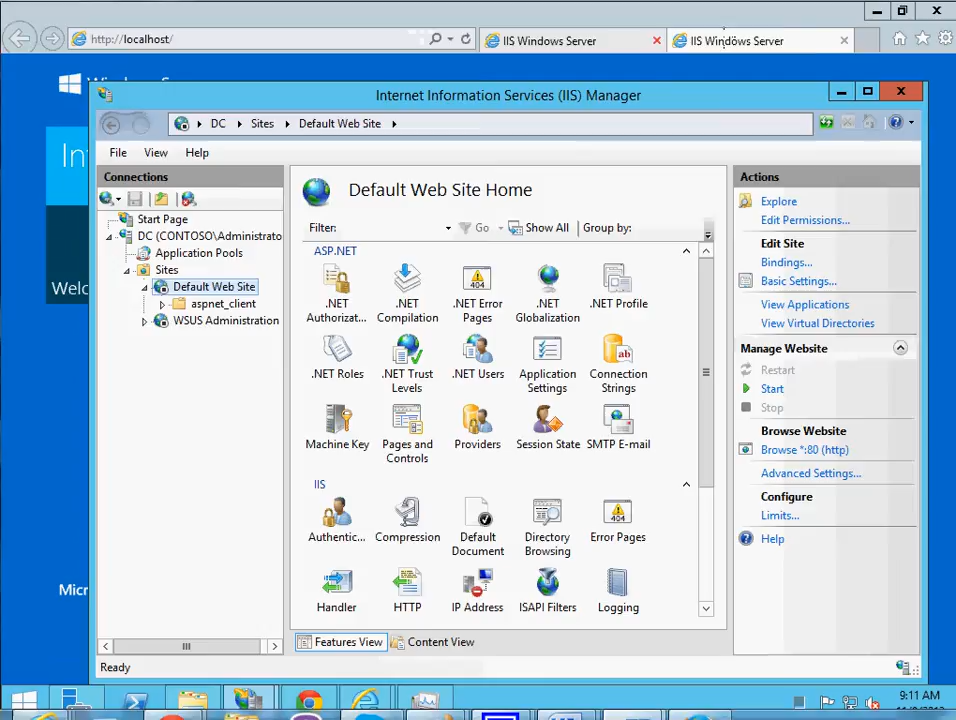 http://localhost/
IIS Windows Server
IIS Windows Server
Internet Information Services (IIS) Manager
DC
Sites
Default Web Site
File
View
Help
Connections
Start Page
DC (CONTOSO\Administrato
Application Pools
Sites
Default Web Site
aspnet_client
WSUS Administration
Default Web Site Home
Filter:
Go
Show All
Group by:
ASP.NET
.NET Authorizat...
.NET Compilation
.NET Error Pages
.NET Globalization
.NET Profile
.NET Roles
.NET Trust Levels
.NET Users
Application Settings
Connection Strings
Machine Key
Pages and Controls
Providers
Session State
SMTP E-mail
IIS
Authentic...
Compression
Default Document
Directory Browsing
Error Pages
Handler
HTTP
IP Address
ISAPI Filters
Logging
Features View
Content View
Ready
Actions
Explore
Edit Permissions...
Edit Site
Bindings...
Basic Settings...
View Applications
View Virtual Directories
Manage Website
Restart
Start
Stop
Browse Website
Browse *:80 (http)
Advanced Settings...
Configure
Limits...
Help
In
Welc
Micr
9:11 AM